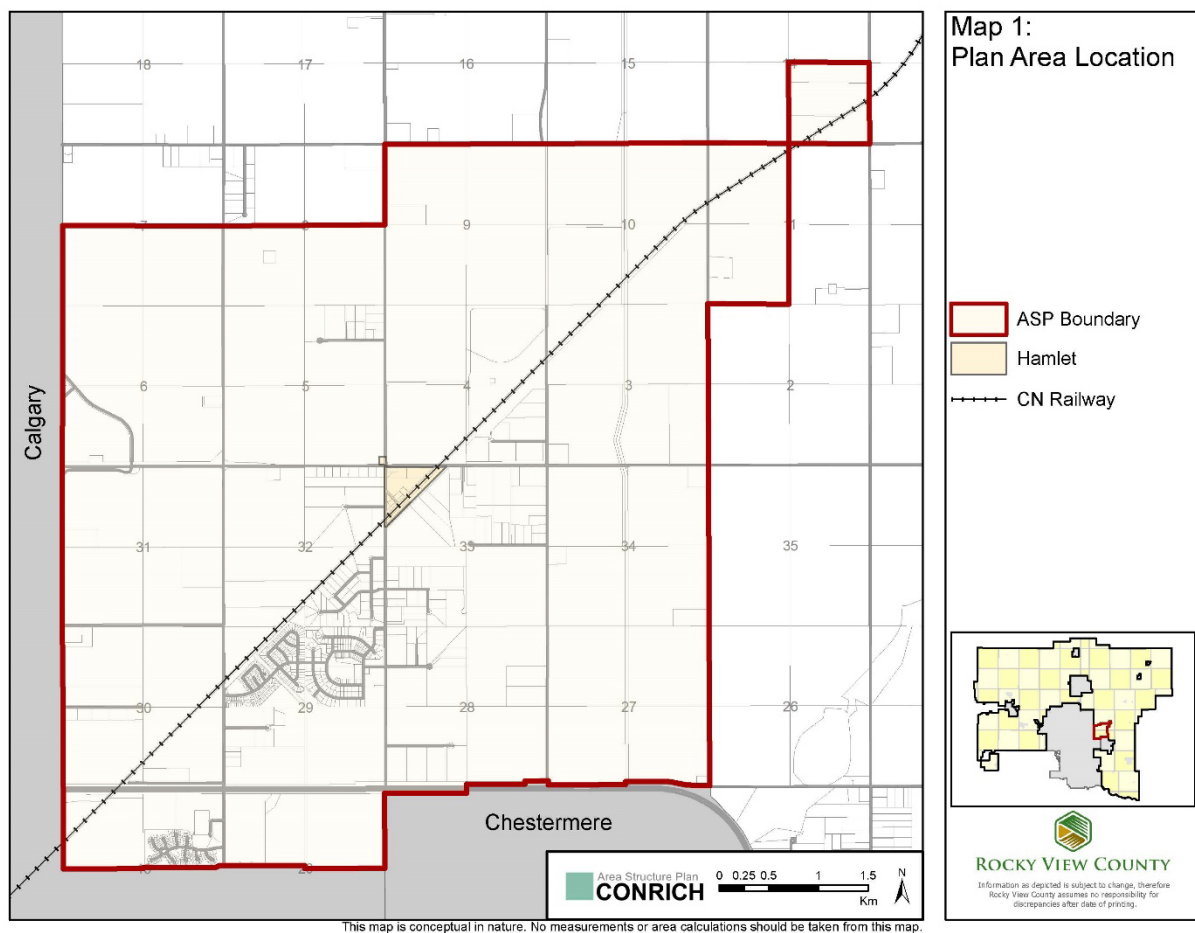 Map 1:
Plan Area Location
18
17
16
15
7
8
9
10
11
6
5
4
3
2
31
32
33
34
35
30
29
28
27
26
20
Calgary
Chestermere
ASP Boundary
Hamlet
CN Railway
Area Structure Plan
CONRICH
0 0.25 0.5 1 1.5
Km
N
ROCKY VIEW COUNTY
Information as depicted is subject to change, therefore
Rocky View County assumes no responsibility for
discrepancies after date of printing.
This map is conceptual in nature. No measurements or area calculations should be taken from this map.